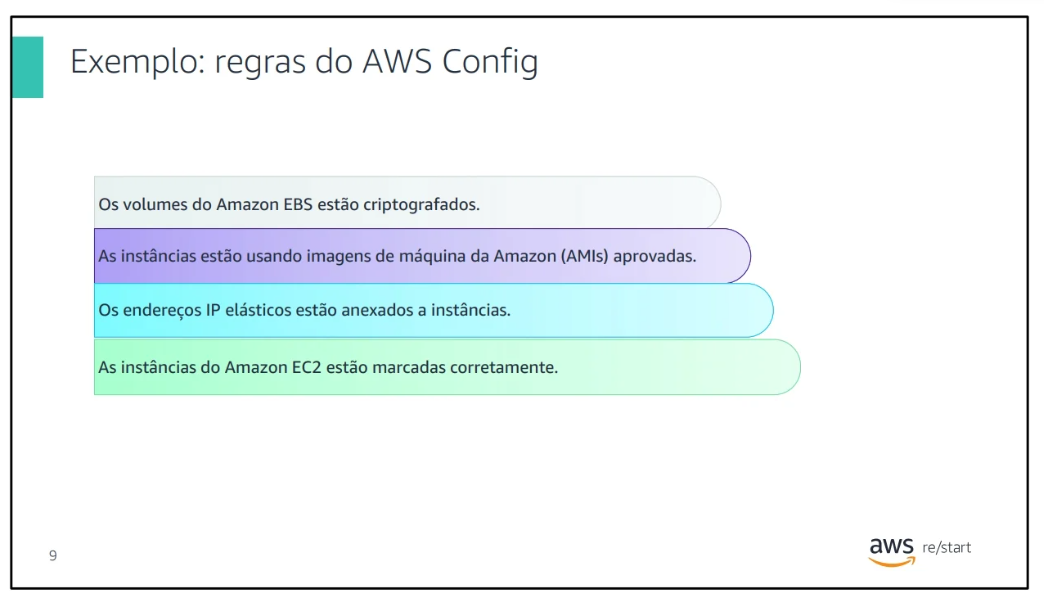 Exemplo: regras do AWS Config
Os volumes do Amazon EBS estão criptografados.
As instâncias estão usando imagens de máquina da Amazon (AMIs) aprovadas.
Os endereços IP elásticos estão anexados a instâncias.
As instâncias do Amazon EC2 estão marcadas corretamente.
9
aws re/start